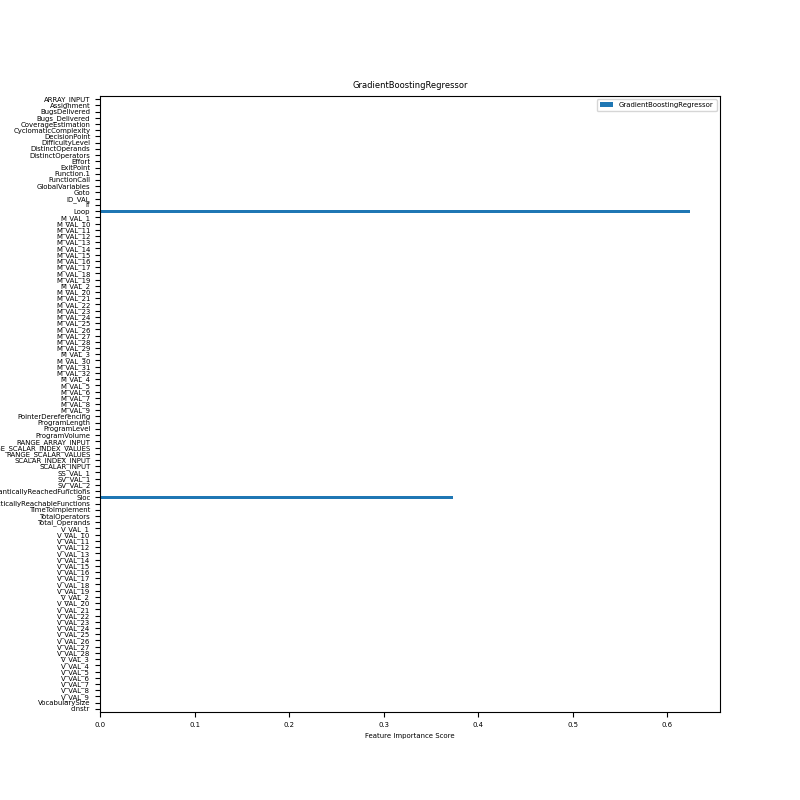 GradientBoostingRegressor
GradientBoostingRegressor
ARRAY_INPUT
Assignment
BugsDelivered
Bugs_Delivered
CoverageEstimation
CyclomaticComplexity
DecisionPoint
DifficultyLevel
DistinctOperands
DistinctOperators
Effort
ExitPoint
Function.1
FunctionCall
GlobalVariables
Goto
ID_VAL
If
Loop
M_VAL_1
M_VAL_10
M_VAL_11
M_VAL_12
M_VAL_13
M_VAL_14
M_VAL_15
M_VAL_16
M_VAL_17
M_VAL_18
M_VAL_19
M_VAL_2
M_VAL_20
M_VAL_21
M_VAL_22
M_VAL_23
M_VAL_24
M_VAL_25
M_VAL_26
M_VAL_27
M_VAL_28
M_VAL_29
M_VAL_3
M_VAL_30
M_VAL_31
M_VAL_32
M_VAL_4
M_VAL_5
M_VAL_6
M_VAL_7
M_VAL_8
M_VAL_9
PointerDereferencing
ProgramLength
ProgramLevel
ProgramVolume
RANGE_ARRAY_INPUT
E_SCALAR_INDEX_VALUES
RANGE_SCALAR_VALUES
SCALAR_INDEX_INPUT
SCALAR_INPUT
SS_VAL_1
SV_VAL_1
SV_VAL_2
anticallyReachedFunctions
Sloc
ticallyReachableFunctions
TimeToImplement
TotalOperators
Total_Operands
V_VAL_1
V_VAL_10
V_VAL_11
V_VAL_12
V_VAL_13
V_VAL_14
V_VAL_15
V_VAL_16
V_VAL_17
V_VAL_18
V_VAL_19
V_VAL_2
V_VAL_20
V_VAL_21
V_VAL_22
V_VAL_23
V_VAL_24
V_VAL_25
V_VAL_26
V_VAL_27
V_VAL_28
V_VAL_3
V_VAL_4
V_VAL_5
V_VAL_6
V_VAL_7
V_VAL_8
V_VAL_9
VocabularySize
cinstr
0.0 0.1 0.2 0.3 0.4 0.5 0.6
Feature Importance Score